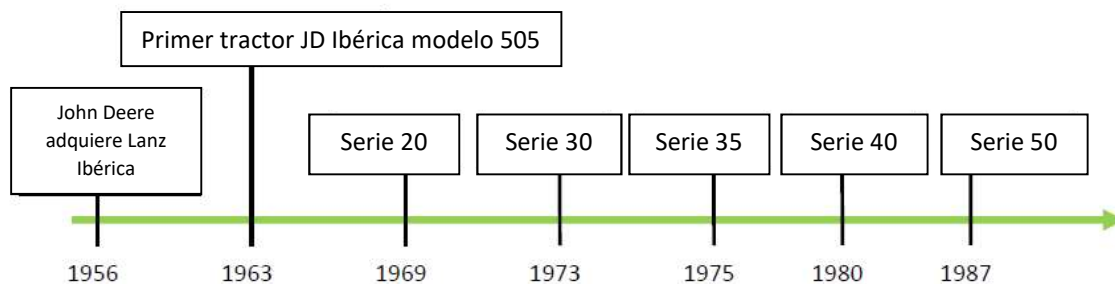 Primer tractor JD Ibérica modelo 505
John Deere
adquiere Lanz
Ibérica
Serie 20
Serie 30
Serie 35
Serie 40
Serie 50
1956
1963
1969
1973
1975
1980
1987